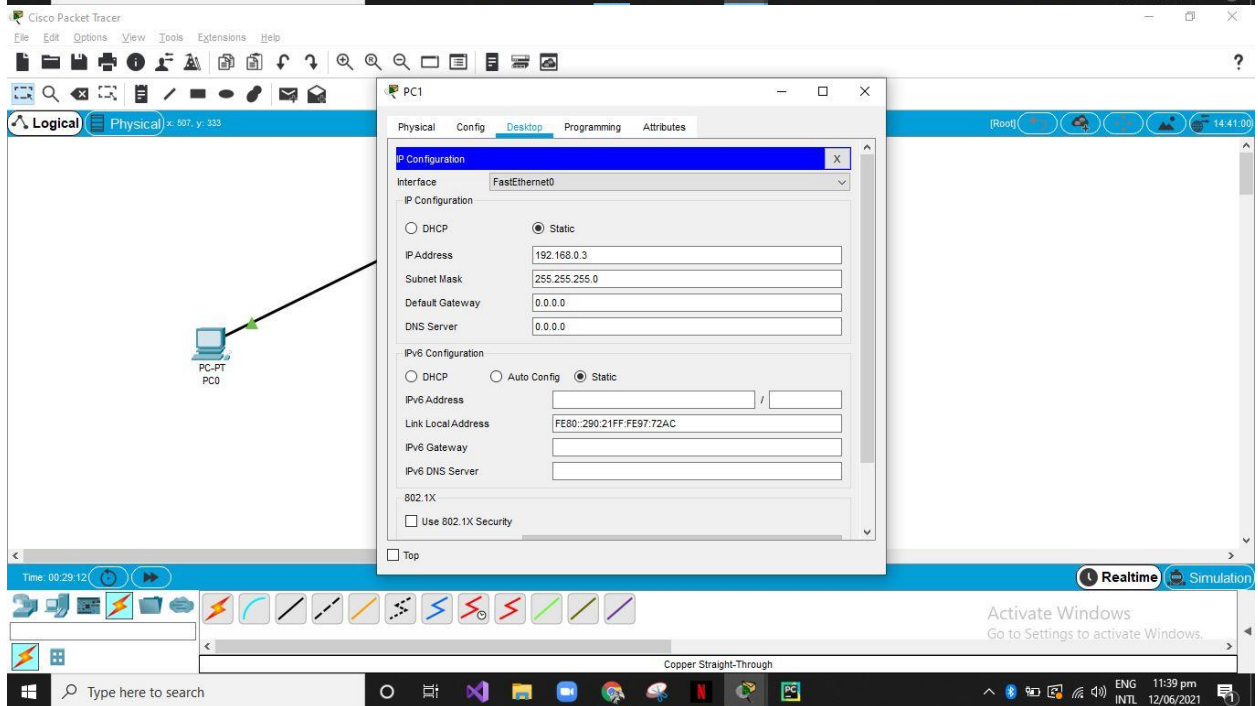 Cisco Packet Tracer
File Edit Options View Tools Extensions Help
?
PC1
Logical Physical x: 507, y: 333
[Root] 14:41:00
Physical Config Desktop Programming Attributes
IP Configuration X
Interface FastEthernet0
IP Configuration
DHCP Static
IP Address 192.168.0.3
Subnet Mask 255.255.255.0
Default Gateway 0.0.0.0
DNS Server 0.0.0.0
IPv6 Configuration
DHCP Auto Config Static
IPv6 Address /
Link Local Address FE80::290:21FF:FE97:72AC
IPv6 Gateway
IPv6 DNS Server
802.1X
Use 802.1X Security
Top
PC-PT
PC0
Time: 00:29:12
Realtime Simulation
Activate Windows
Go to Settings to activate Windows.
Copper Straight-Through
Type here to search
PC
ENG 11:39 pm
INTL 12/06/2021
1